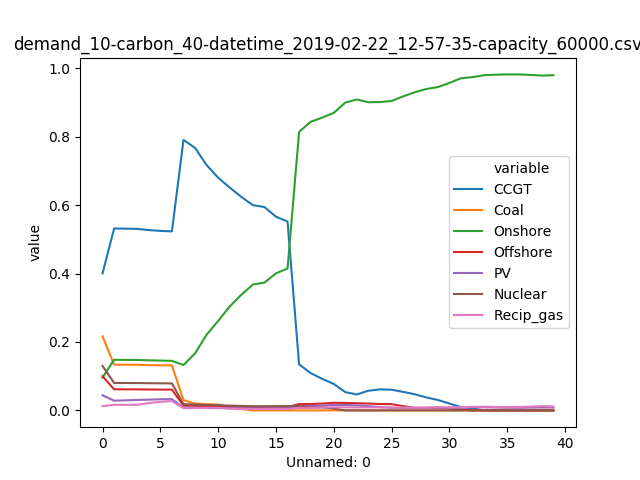 demand_10-carbon_40-datetime_2019-02-22_12-57-35-capacity_60000.csv
1.0
0.8
0.6
0.4
0.2
0.0
value
variable
CCGT
Coal
Onshore
Offshore
PV
Nuclear
Recip_gas
0 5 10 15 20 25 30 35 40
Unnamed: 0